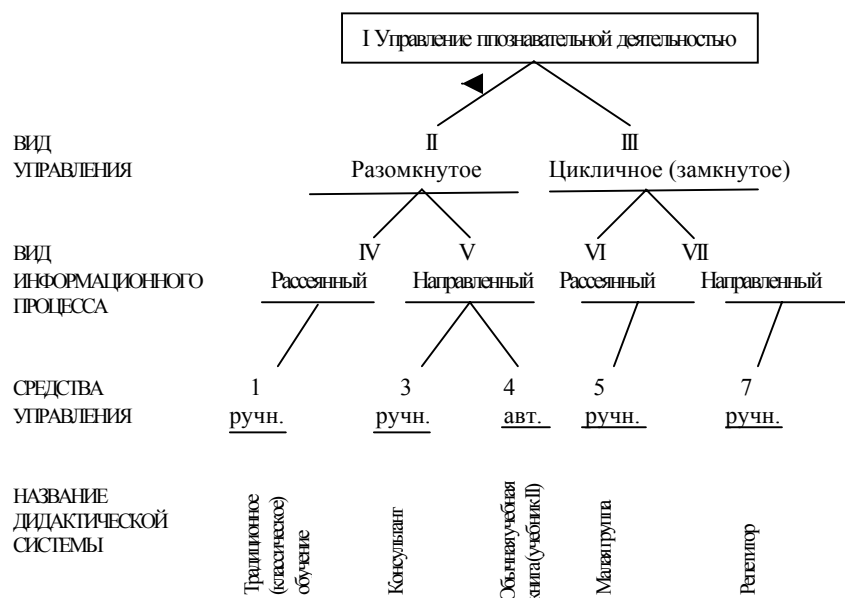 I Управление ппознавательной деятельностью
ВИД
УПРАВЛЕНИЯ
II
III
Разомкнутое
Цикличное (замкнутое)
ВИД
ИНФОРМАЦИОННОГО
ПРОЦЕССА
IV
V
VI
VII
Рассеянный
Направленный
Рассеянный
Направленный
СРЕДСТВА
УПРАВЛЕНИЯ
1
3
4
5
7
ручн.
ручн.
авт.
ручн.
ручн.
НАЗВАНИЕ
ДИДАКТИЧЕСКОЙ
СИСТЕМЫ
Традиционное
(классическое)
обучение
Консультант
Обычная учебная
книга (учебник II)
Малая группа
Репетитор